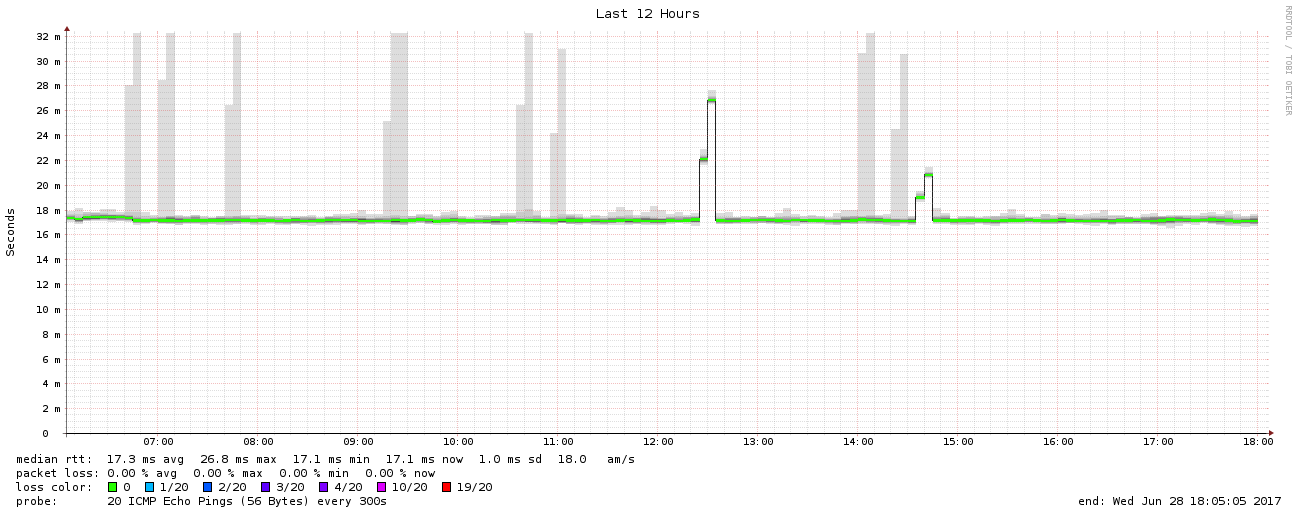 Last 12 Hours
RRDTOOL / TOBI OETIKER
Seconds
32 m
30 m
28 m
26 m
24 m
22 m
20 m
18 m
16 m
14 m
12 m
10 m
8 m
6 m
4 m
2 m
0
07:00 08:00 09:00 10:00 11:00 12:00 13:00 14:00 15:00 16:00 17:00 18:00
median rtt: 17.3 ms avg 26.8 ms max 17.1 ms min 17.1 ms now 1.0 ms sd 18.0 am/s
packet loss: 0.00 % avg 0.00 % max 0.00 % min 0.00 % now
loss color: 0 1/20 2/20 3/20 4/20 10/20 19/20
probe: 20 ICMP Echo Pings (56 Bytes) every 300s end: Wed Jun 28 18:05:05 2017